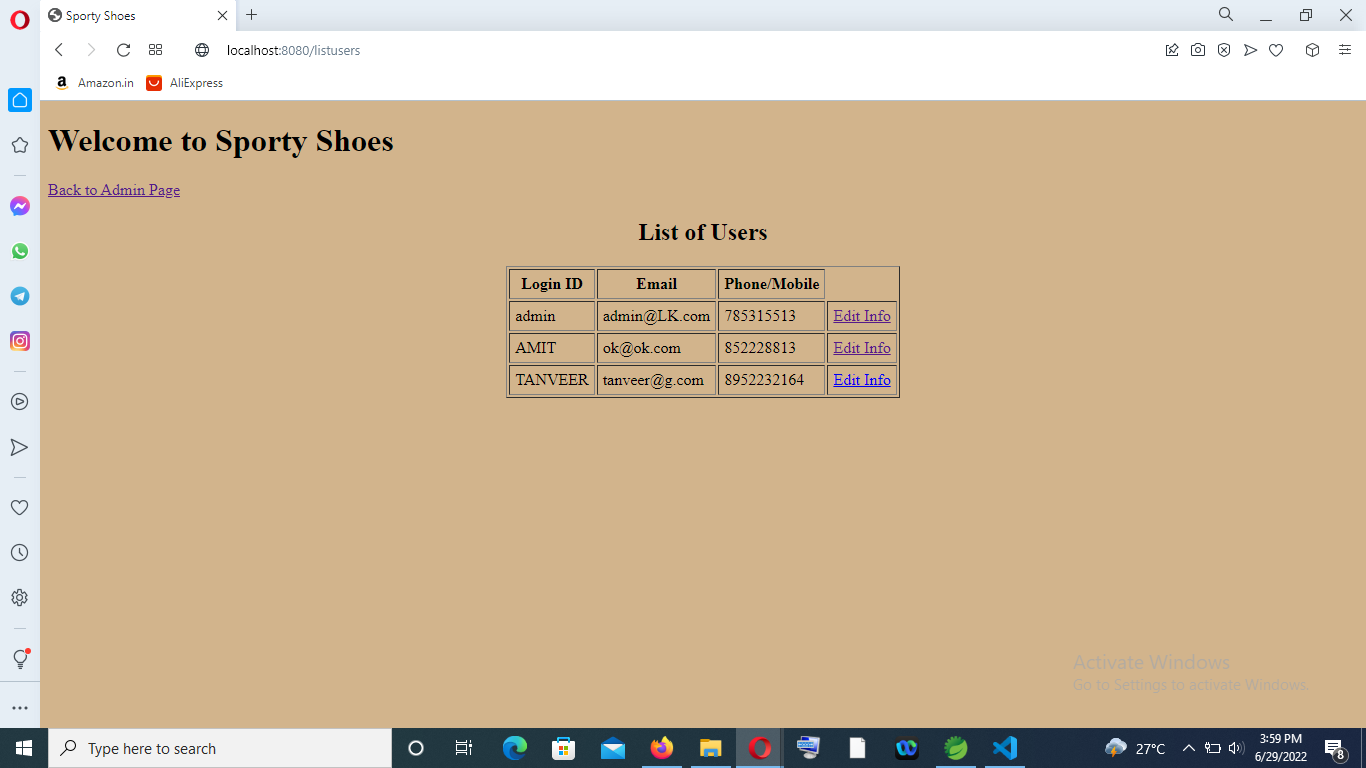 Sporty Shoes
localhost:8080/listusers
Amazon.in
AliExpress
Welcome to Sporty Shoes
Back to Admin Page
List of Users
Login ID Email Phone/Mobile
admin admin@LK.com 785315513 Edit Info
AMIT ok@ok.com 852228813 Edit Info
TANVEER tanveer@g.com 8952232164 Edit Info
Activate Windows
Go to Settings to activate Windows.
Type here to search
27°C
3:59 PM
6/29/2022
8